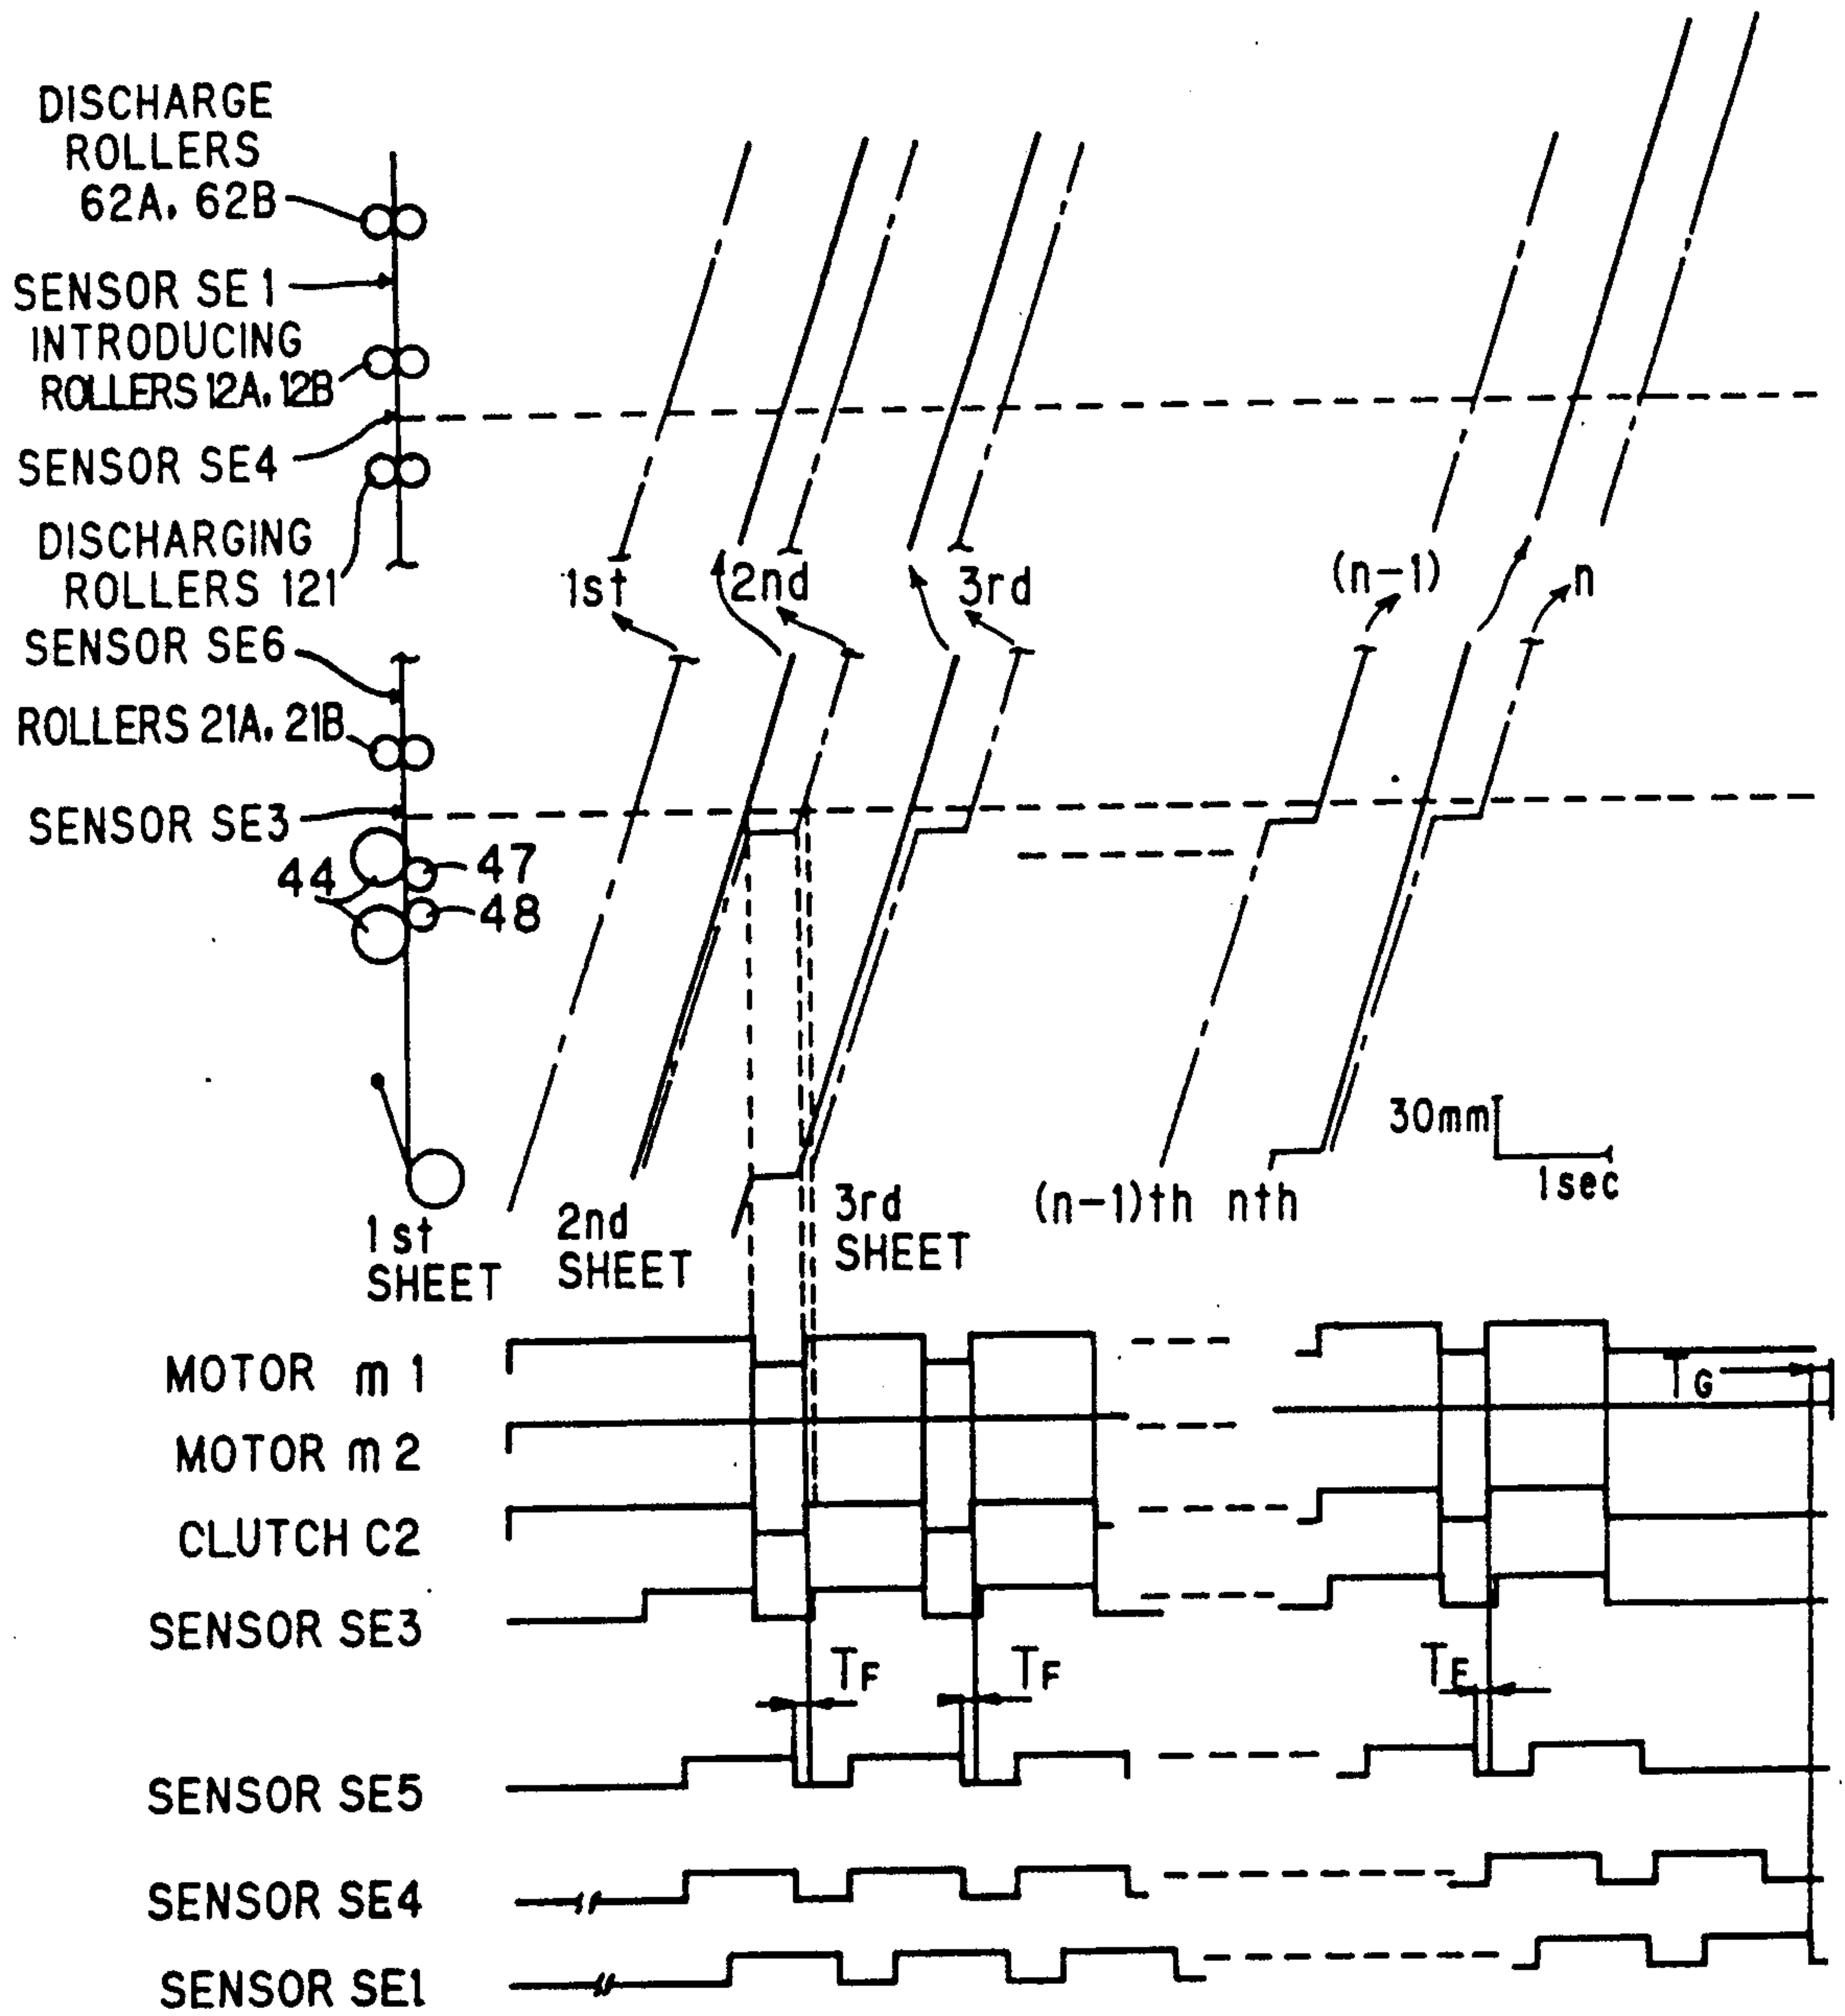 DISCHARGE
ROLLERS
62A. 62B
SENSOR SE1
INTRODUCING
ROLLERS 12A. 12B
SENSOR SE4
DISCHARGING
ROLLERS 121
1st
2nd
3rd
(n-1)
n
SENSOR SE6
ROLLERS 21A. 21B
SENSOR SE3
44
47
48
30mm
1sec
1st
SHEET
2nd
SHEET
3rd
SHEET
(n-1)th nth
MOTOR m1
TG
MOTOR m2
CLUTCH C2
SENSOR SE3
TF
TF
TF
SENSOR SE5
SENSOR SE4
SENSOR SE1